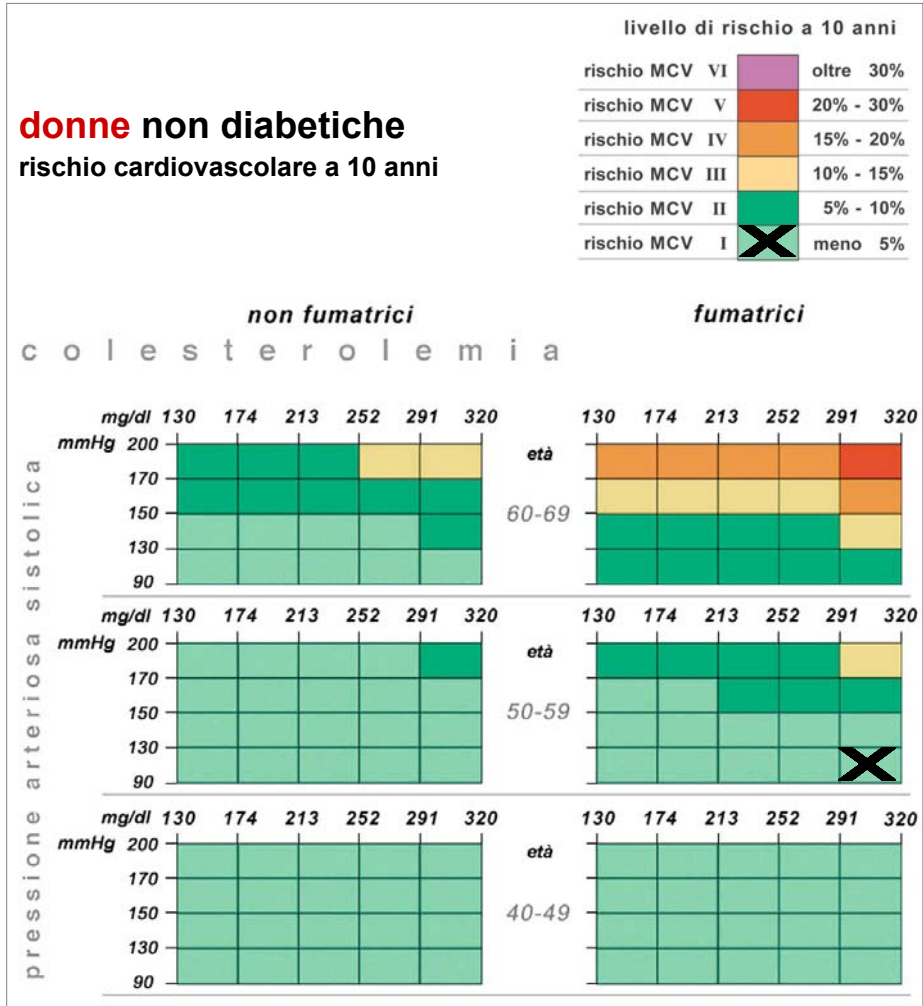 livello di rischio a 10 anni
rischio MCV VI oltre 30%
rischio MCV V 20% - 30%
rischio MCV IV 15% - 20%
rischio MCV III 10% - 15%
rischio MCV II 5% - 10%
rischio MCV I meno 5%
donne non diabetiche
rischio cardiovascolare a 10 anni
non fumatrici fumatrici
colesterolemia
pressione arteriosa sistolica
mg/dl 130 174 213 252 291 320 130 174 213 252 291 320
mmHg 200 età
170
150 60-69
130
90
mg/dl 130 174 213 252 291 320 130 174 213 252 291 320
mmHg 200 età
170
150 50-59
130
90
mg/dl 130 174 213 252 291 320 130 174 213 252 291 320
mmHg 200 età
170
150 40-49
130
90